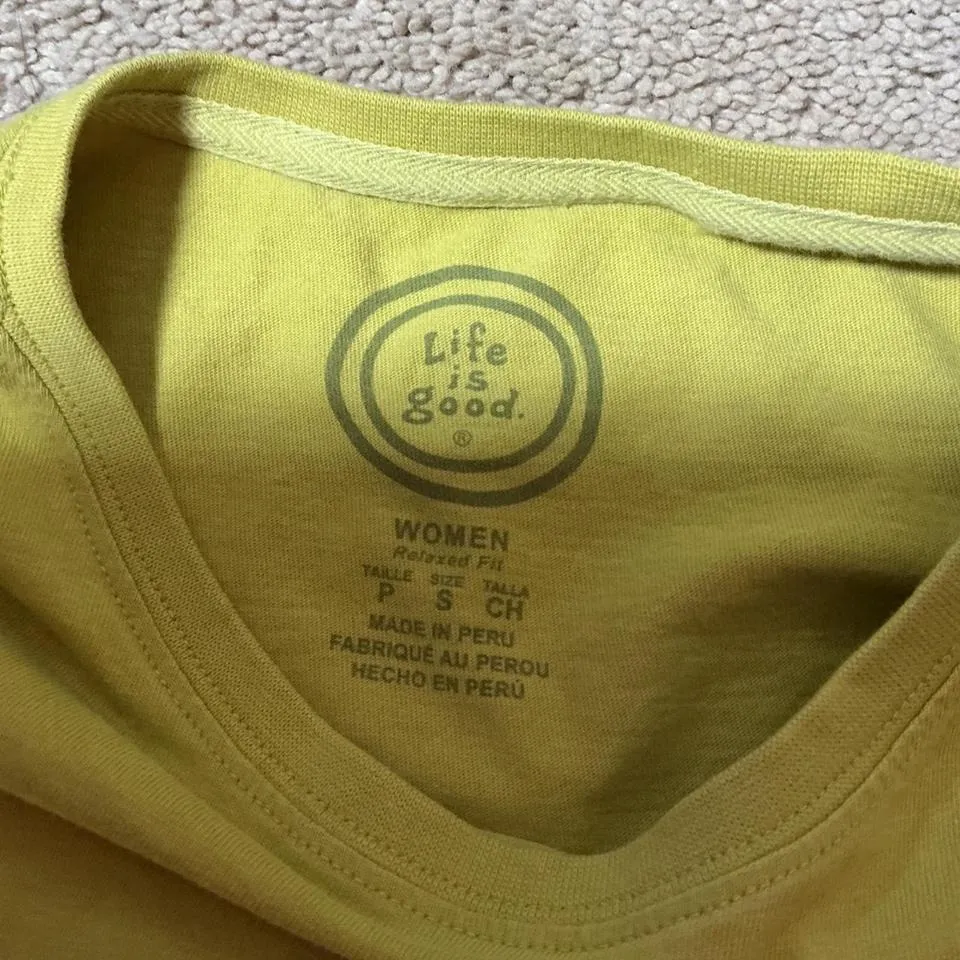 Life
is
good.
®
WOMEN
Relaxed Fit
TAILLE SIZE TALLA
P S CH
MADE IN PERU
FABRIQUÉ AU PEROU
HECHO EN PERÚ